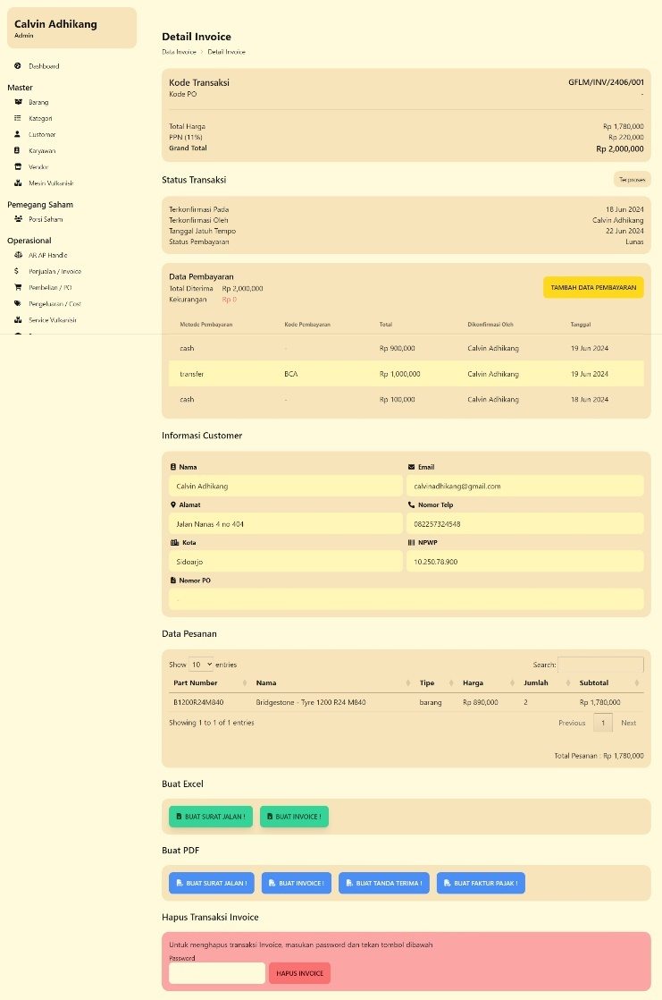 Calvin Adhikang
Admin
Dashboard
Master
Barang
Kategori
Customer
Karyawan
Vendor
Mesin Vulkanisir
Pemegang Saham
Porsi Saham
Operasional
AR AP Handle
Penjualan / Invoice
Pembelian / PO
Pengeluaran / Cost
Service Vulkanisir
Detail Invoice
Data Invoice Detail Invoice
Kode Transaksi GFLM/INV/2406/001
Kode PO -
Total Harga Rp 1,780,000
PPN (11%) Rp 220,000
Grand Total Rp 2,000,000
Status Transaksi Terproses
Terkonfirmasi Pada 18 Jun 2024
Terkonfirmasi Oleh Calvin Adhikang
Tanggal Jatuh Tempo 22 Jun 2024
Status Pembayaran Lunas
Data Pembayaran
Total Diterima Rp 2,000,000
Kekurangan Rp 0
TAMBAH DATA PEMBAYARAN
Metode Pembayaran Kode Pembayaran Total Dikonfirmasi Oleh Tanggal
cash - Rp 900,000 Calvin Adhikang 19 Jun 2024
transfer BCA Rp 1,000,000 Calvin Adhikang 19 Jun 2024
cash - Rp 100,000 Calvin Adhikang 18 Jun 2024
Informasi Customer
Nama Email
Calvin Adhikang calvinadhikang@gmail.com
Alamat Nomor Telp
Jalan Nanas 4 no 404 082257324548
Kota NPWP
Sidoarjo 10.250.78.900
Nomor PO
-
Data Pesanan
Show 10 entries Search:
Part Number Nama Tipe Harga Jumlah Subtotal
B1200R24M840 Bridgestone - Tyre 1200 R24 M840 barang Rp 890,000 2 Rp 1,780,000
Showing 1 to 1 of 1 entries Previous 1 Next
Total Pesanan : Rp 1,780,000
Buat Excel
BUAT SURAT JALAN ! BUAT INVOICE !
Buat PDF
BUAT SURAT JALAN ! BUAT INVOICE ! BUAT TANDA TERIMA ! BUAT FAKTUR PAJAK !
Hapus Transaksi Invoice
Untuk menghapus transaksi Invoice, masukan password dan tekan tombol dibawah
Password
HAPUS INVOICE